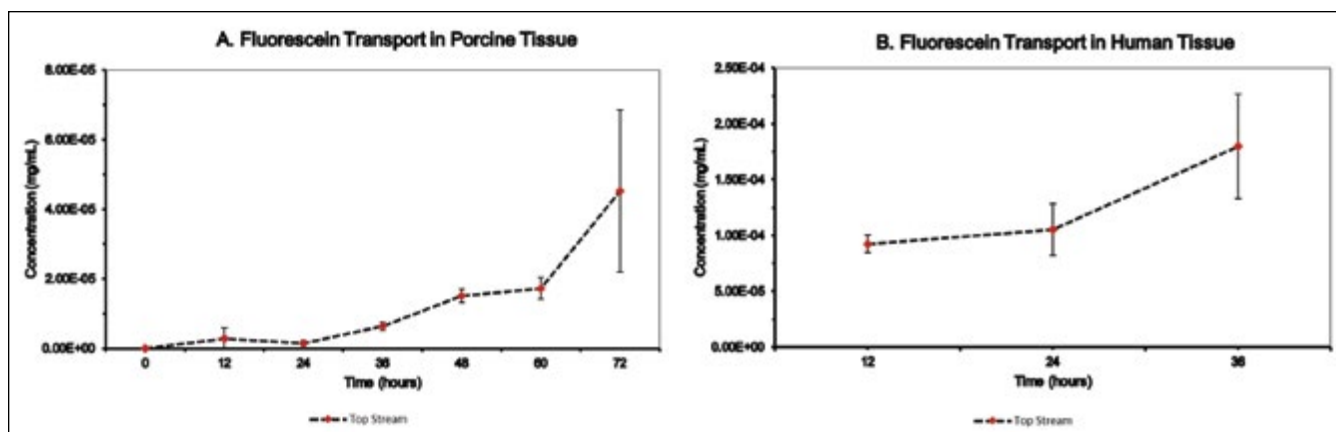 A. Fluorescein Transport in Porcine Tissue
8.00E-05
6.00E-05
4.00E-05
2.00E-05
0.00E+00
Concentration (mg/mL)
0 12 24 36 48 60 72
Time (hours)
Top Stream
B. Fluorescein Transport in Human Tissue
2.50E-04
2.00E-04
1.50E-04
1.00E-04
5.00E-05
0.00E+00
Concentration (mg/mL)
12 24 36
Time (hours)
Top Stream